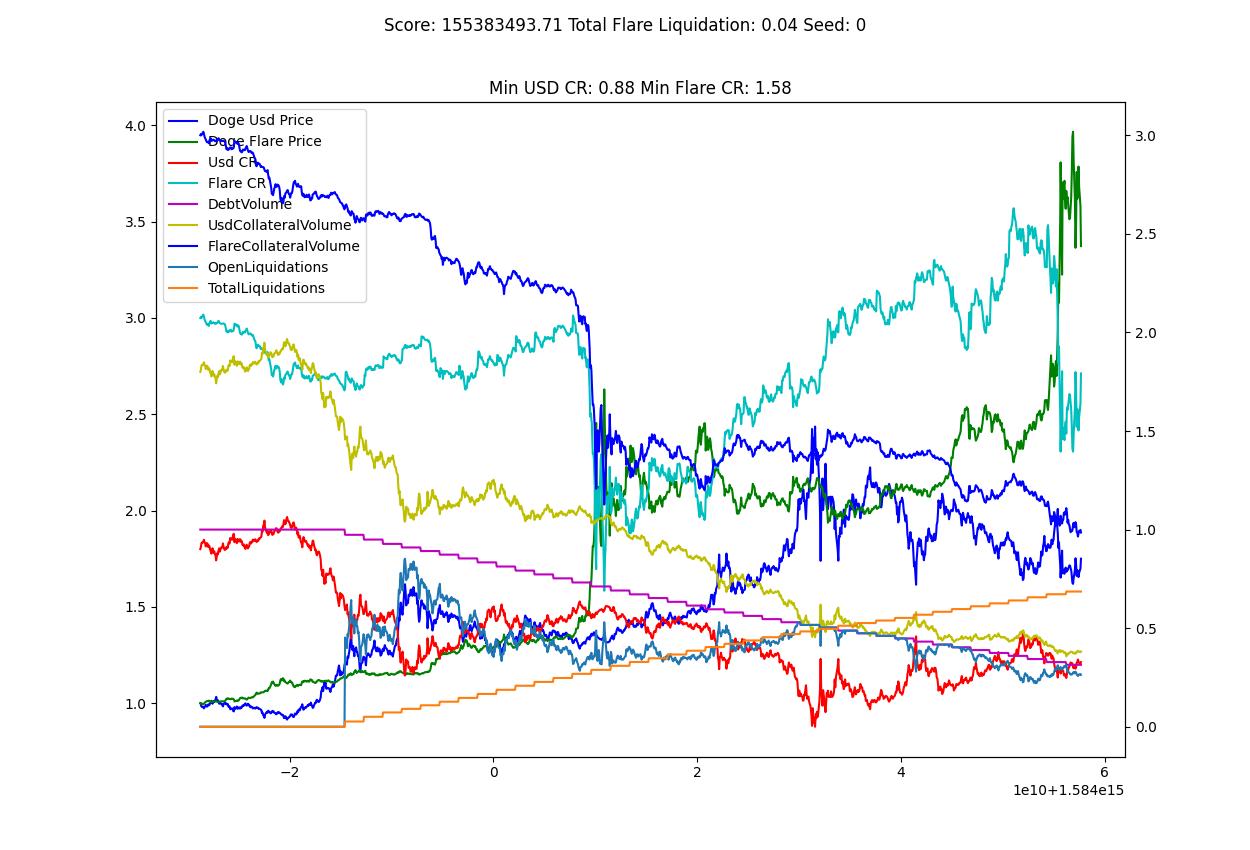 Score: 155383493.71 Total Flare Liquidation: 0.04 Seed: 0
Min USD CR: 0.88 Min Flare CR: 1.58
Doge Usd Price
Doge Flare Price
Usd CR
Flare CR
DebtVolume
UsdCollateralVolume
FlareCollateralVolume
OpenLiquidations
TotalLiquidations
4.0
3.5
3.0
2.5
2.0
1.5
1.0
3.0
2.5
2.0
1.5
1.0
0.5
0.0
−2
0
2
4
6
1e10+1.584e15